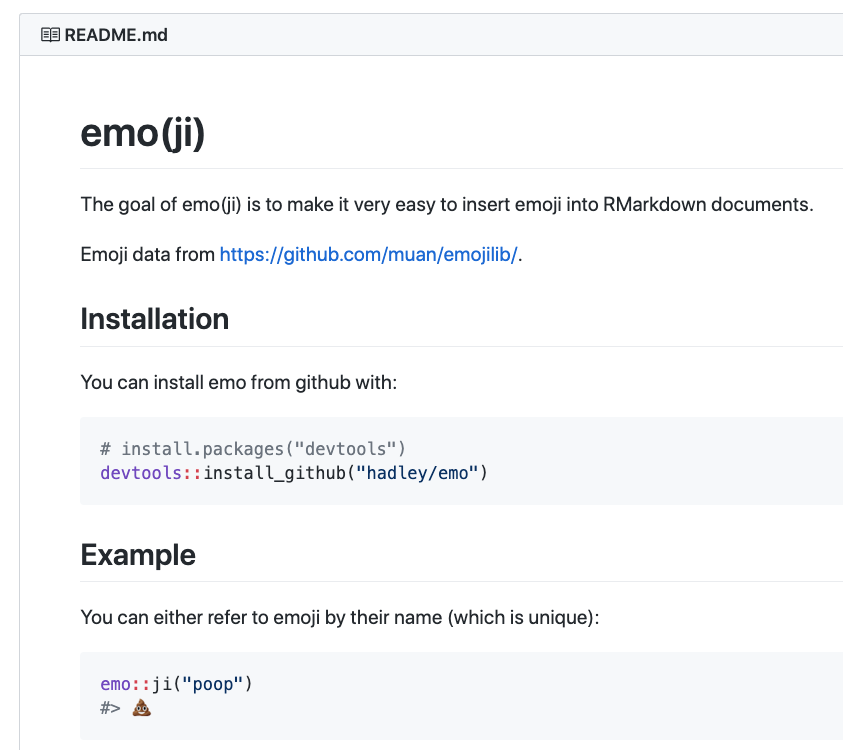 README.md
emo(ji)
The goal of emo(ji) is to make it very easy to insert emoji into RMarkdown documents.
Emoji data from https://github.com/muan/emojilib/.
Installation
You can install emo from github with:
# install.packages("devtools")
devtools::install_github("hadley/emo")
Example
You can either refer to emoji by their name (which is unique):
emo::ji("poop")
#> 💩